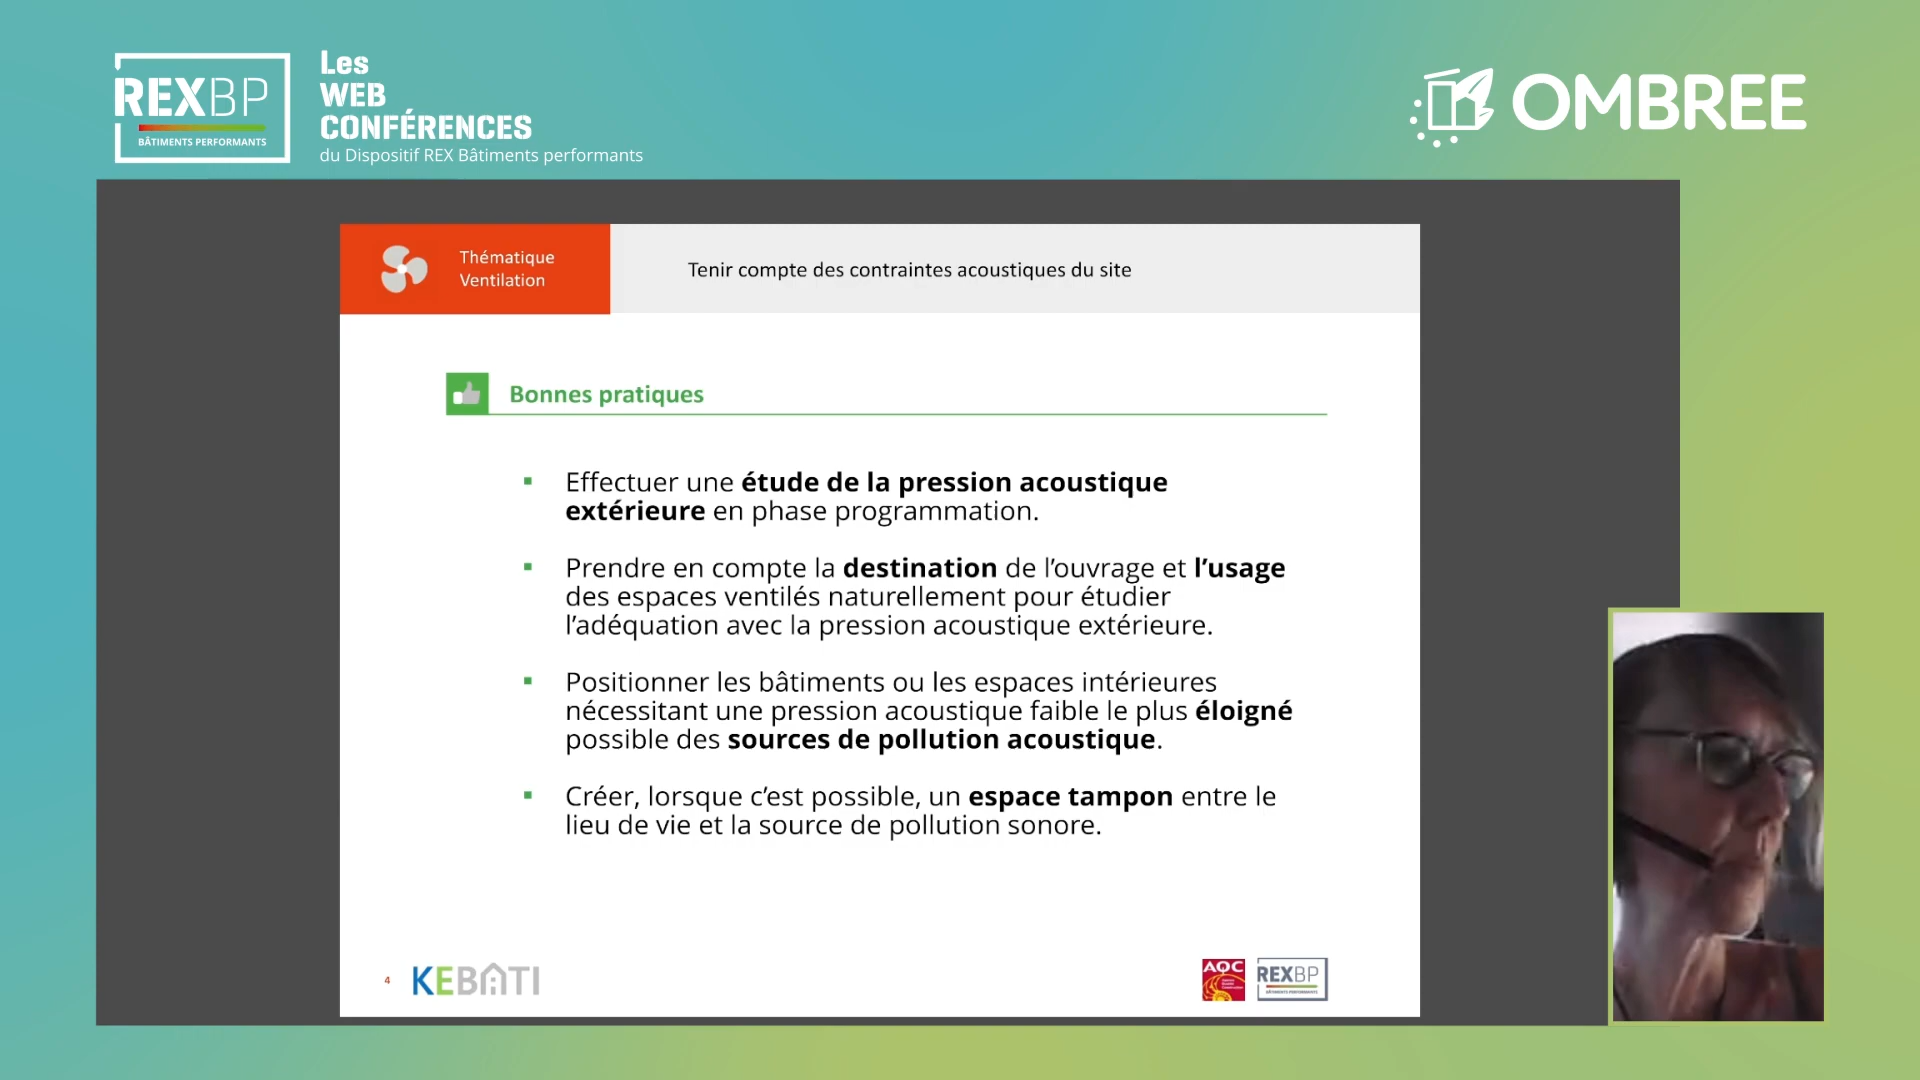 REXBP
BÂTIMENTS PERFORMANTS
Les
WEB
CONFÉRENCES
du Dispositif REX Bâtiments performants
OMBREE
Thématique
Ventilation
Tenir compte des contraintes acoustiques du site
Bonnes pratiques
▪ Effectuer une étude de la pression acoustique
extérieure en phase programmation.
▪ Prendre en compte la destination de l’ouvrage et l’usage
des espaces ventilés naturellement pour étudier
l’adéquation avec la pression acoustique extérieure.
▪ Positionner les bâtiments ou les espaces intérieures
nécessitant une pression acoustique faible le plus éloigné
possible des sources de pollution acoustique.
▪ Créer, lorsque c’est possible, un espace tampon entre le
lieu de vie et la source de pollution sonore.
4
KEBÂTI
AQC
REXBP
BÂTIMENTS PERFORMANTS